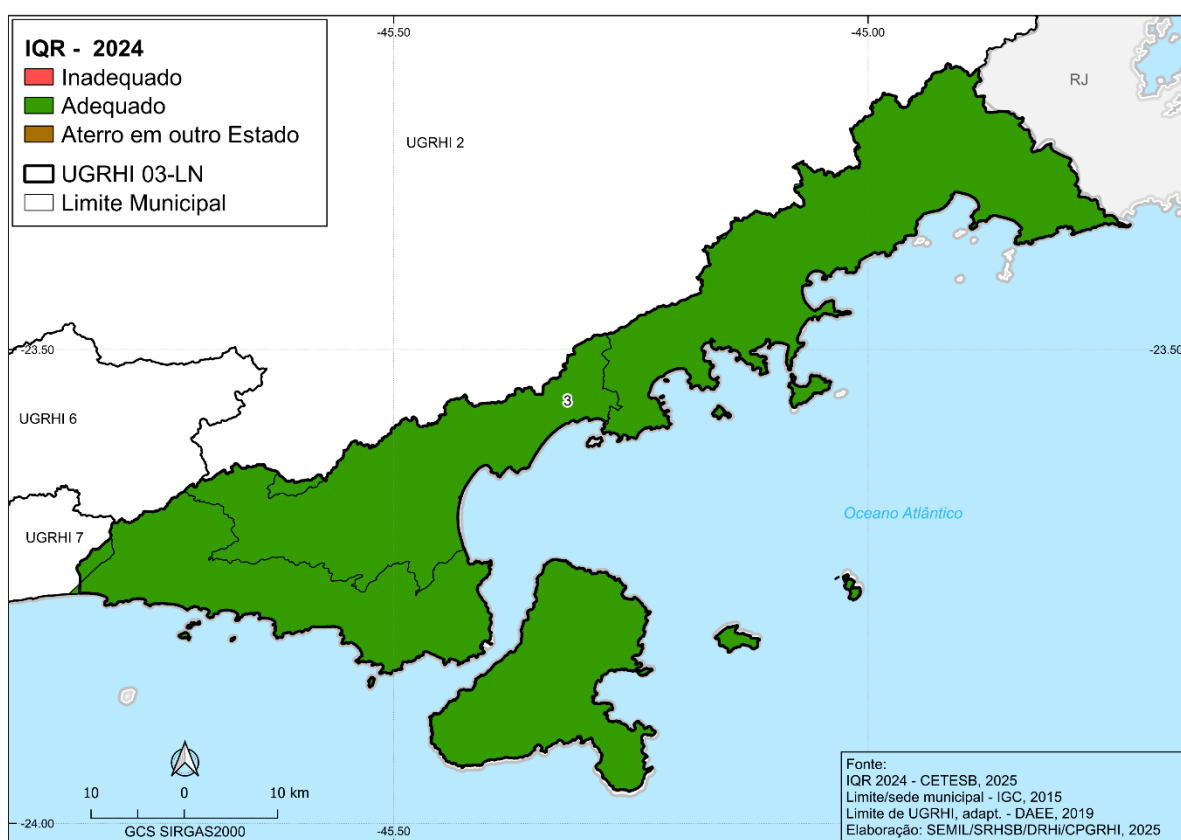 IQR - 2024
Inadequado
Adequado
Aterro em outro Estado
UGRHI 03-LN
Limite Municipal
-45.50
-45.00
RJ
UGRHI 2
-23.50
-23.50
3
UGRHI 6
UGRHI 7
Oceano Atlântico
10 0 10 km
GCS SIRGAS2000
-24.00
-45.50
Fonte:
IQR 2024 - CETESB, 2025
Limite/sede municipal - IGC, 2015
Limite de UGRHI, adapt. - DAEE, 2019
Elaboração: SEMIL/SRHSB/DRHi/CPGRHI, 2025